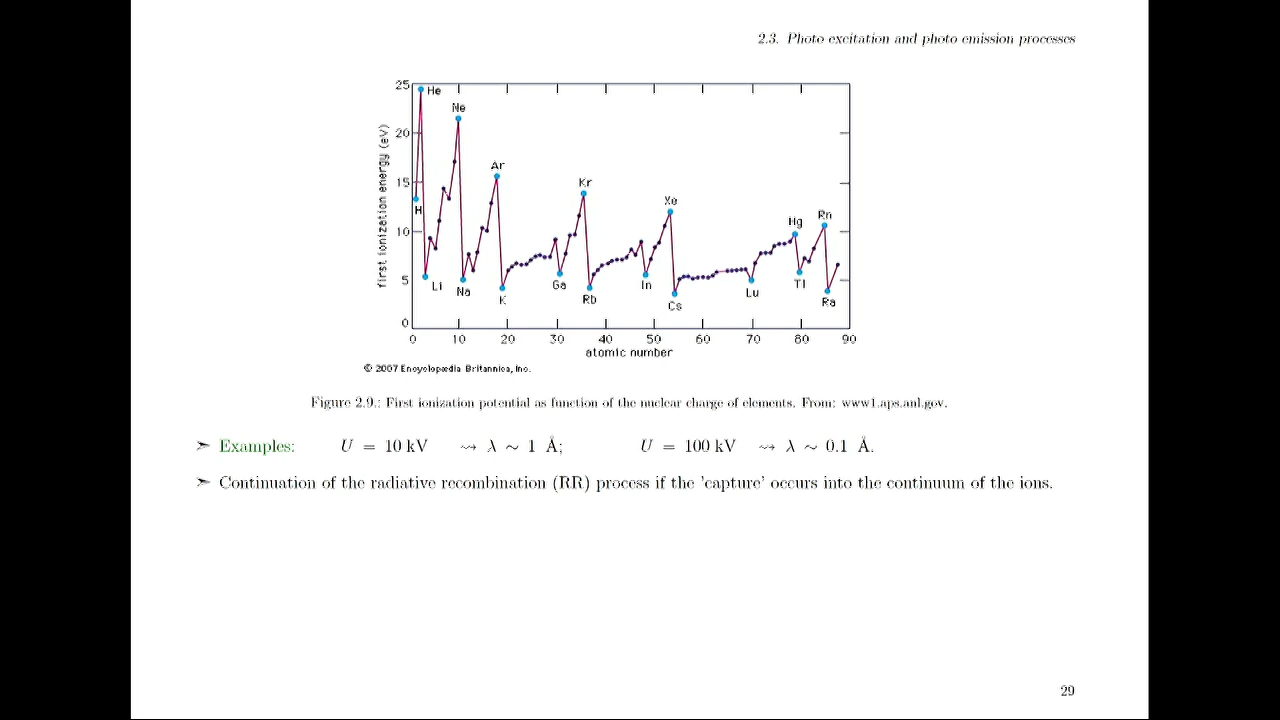 2.3. Photo excitation and photo emission processes
25
He
Ne
20
Ar
15
Kr
Xe
H
Hg
Rn
10
first ionization energy (eV)
5
Li
Na
K
Ga
Rb
In
Cs
Lu
Tl
Ra
0
0 10 20 30 40 50 60 70 80 90
atomic number
© 2007 Encyclopædia Britannica, Inc.
Figure 2.9.: First ionization potential as function of the nuclear charge of elements. From: www1.aps.anl.gov.
➢ Examples: U = 10 kV ⇝ λ ∼ 1 Å; U = 100 kV ⇝ λ ∼ 0.1 Å.
➢ Continuation of the radiative recombination (RR) process if the 'capture' occurs into the continuum of the ions.
29